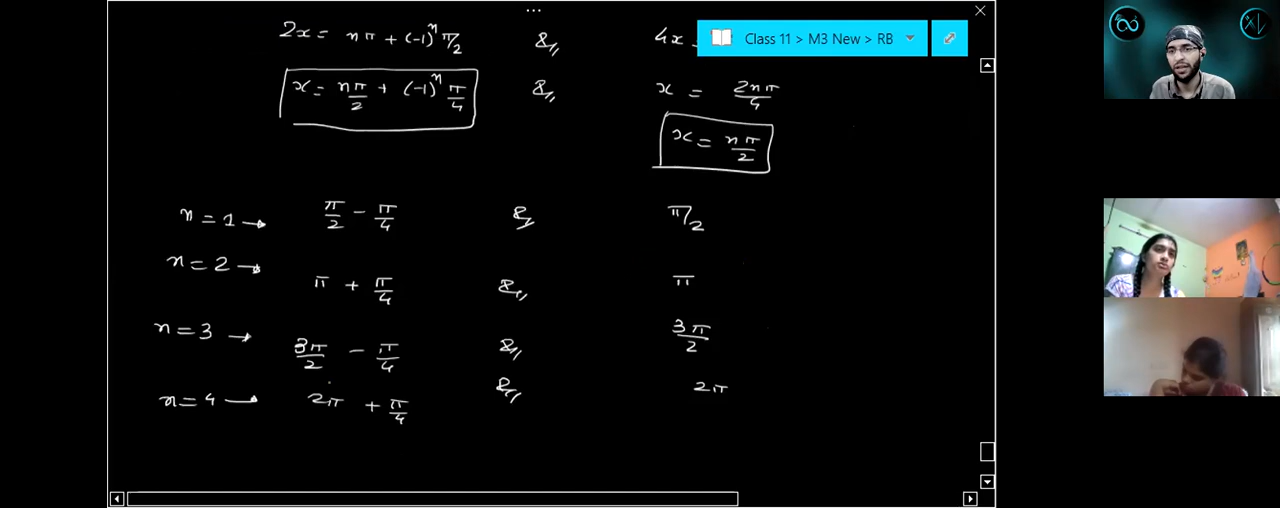 ...
2x = nπ + (-1)^n π/2 & 4x =
Class 11 > M3 New > RB
x = nπ/2 + (-1)^n π/4 & x = 2nπ/4
x = nπ/2
n = 1 → π/2 - π/4 & π/2
n = 2 → π + π/4 & π
n = 3 → 3π/2 - π/4 & 3π/2
n = 4 → 2π + π/4 & 2π